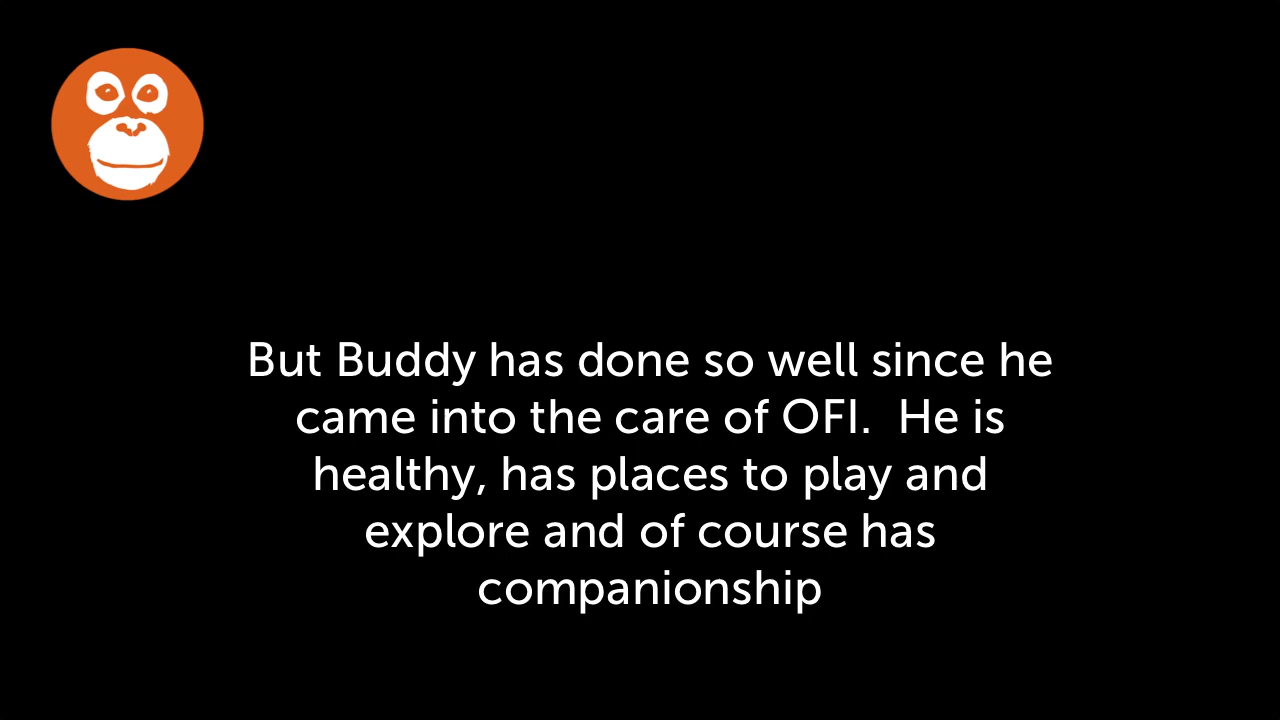 But Buddy has done so well since he
came into the care of OFI.  He is
healthy, has places to play and
explore and of course has
companionship